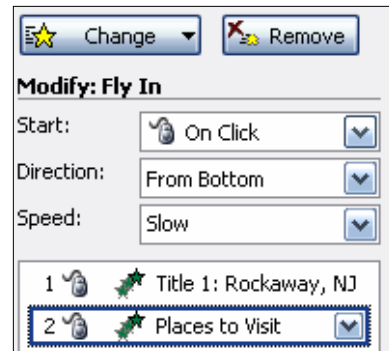 Change Remove
Modify: Fly In
Start: On Click
Direction: From Bottom
Speed: Slow
1 Title 1: Rockaway, NJ
2 Places to Visit